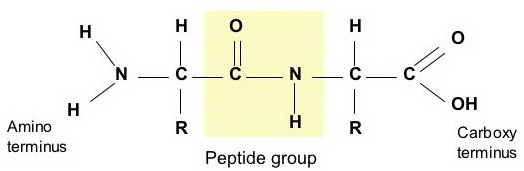 H H O H O
N C C N C C
H R H R OH
Amino
terminus
Peptide group
Carboxy
terminus